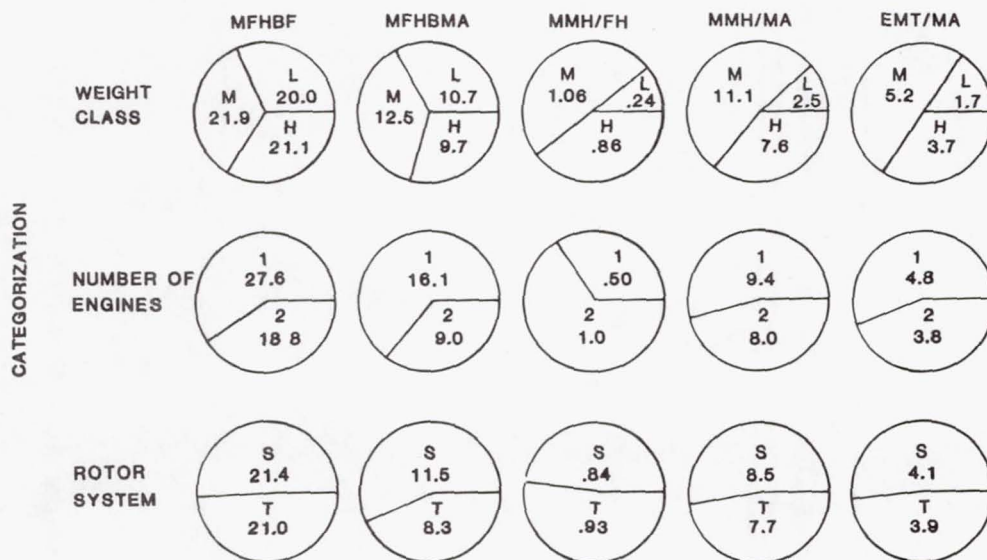 MFHBF MFHBMA MMH/FH MMH/MA EMT/MA
CATEGORIZATION
WEIGHT
CLASS
L
20.0
M
21.9
H
21.1
L
10.7
M
12.5
H
9.7
M
1.06
L
.24
H
.86
M
11.1
L
2.5
H
7.6
M
5.2
L
1.7
H
3.7
NUMBER OF
ENGINES
1
27.6
2
18 8
1
16.1
2
9.0
1
.50
2
1.0
1
9.4
2
8.0
1
4.8
2
3.8
ROTOR
SYSTEM
S
21.4
T
21.0
S
11.5
T
8.3
S
.84
T
.93
S
8.5
T
7.7
S
4.1
T
3.9